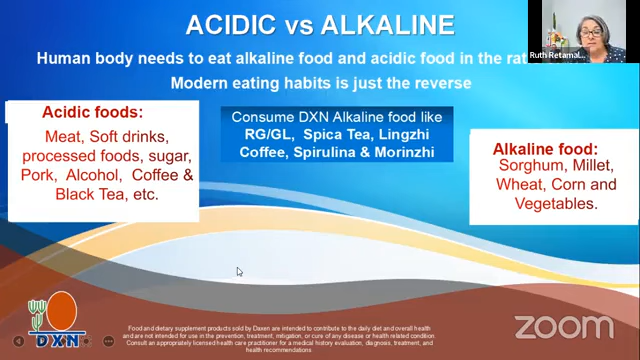 ACIDIC vs ALKALINE
Ruth Retamal...
Human body needs to eat alkaline food and acidic food in the rat
Modern eating habits is just the reverse
Acidic foods:
Meat, Soft drinks,
processed foods, sugar,
Pork, Alcohol, Coffee &
Black Tea, etc.
Consume DXN Alkaline food like
RG/GL, Spica Tea, Lingzhi
Coffee, Spirulina & Morinzhi
Alkaline food:
Sorghum, Millet,
Wheat, Corn and
Vegetables.
DXN
Food and dietary supplement products sold by Daxen are intended to contribute to the daily diet and overall health
and are not intended for use in the prevention, treatment, mitigation, or cure of any disease or health related condition.
Consult an appropriately licensed health care practitioner for a medical history evaluation, diagnosis, treatment, and
health recommendations.
zoom